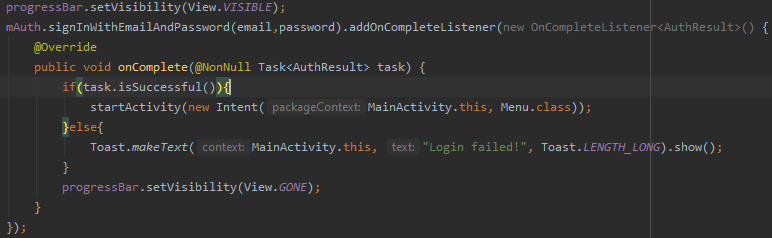 progressBar.setVisibility(View.VISIBLE);
mAuth.signInWithEmailAndPassword(email,password).addOnCompleteListener(new OnCompleteListener<AuthResult>() {
@Override
public void onComplete(@NonNull Task<AuthResult> task) {
if(task.isSuccessful()){
startActivity(new Intent( packageContext: MainActivity.this, Menu.class));
}else{
Toast.makeText( context: MainActivity.this, text: "Login failed!", Toast.LENGTH_LONG).show();
}
progressBar.setVisibility(View.GONE);
}
});